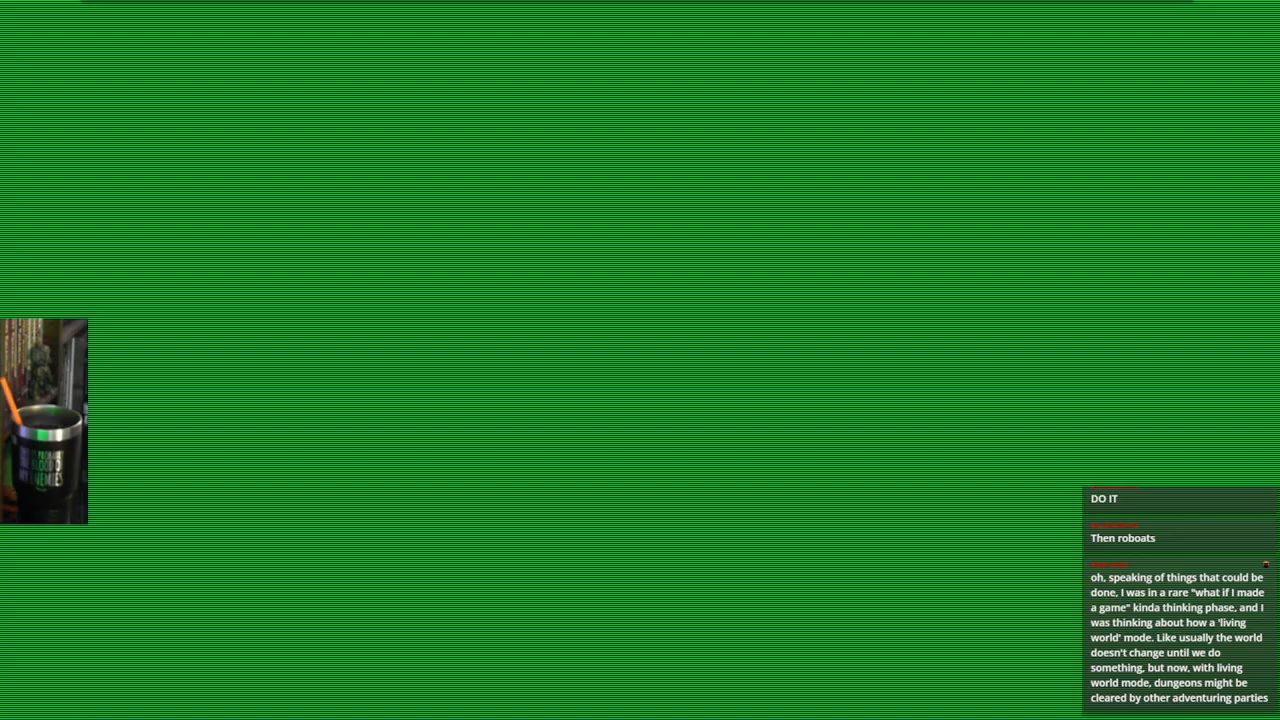 BLOOD
ENEMIES
DO IT
Then roboats
oh, speaking of things that could be
done, I was in a rare "what if I made
a game" kinda thinking phase, and I
was thinking about how a 'living
world' mode. Like usually the world
doesn't change until we do
something, but now, with living
world mode, dungeons might be
cleared by other adventuring parties